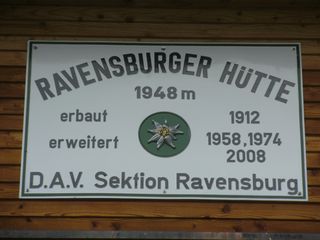 RAVENSBURGER HÜTTE
1948 m
erbaut 1912
erweitert 1958, 1974
2008
D.A.V. Sektion Ravensburg